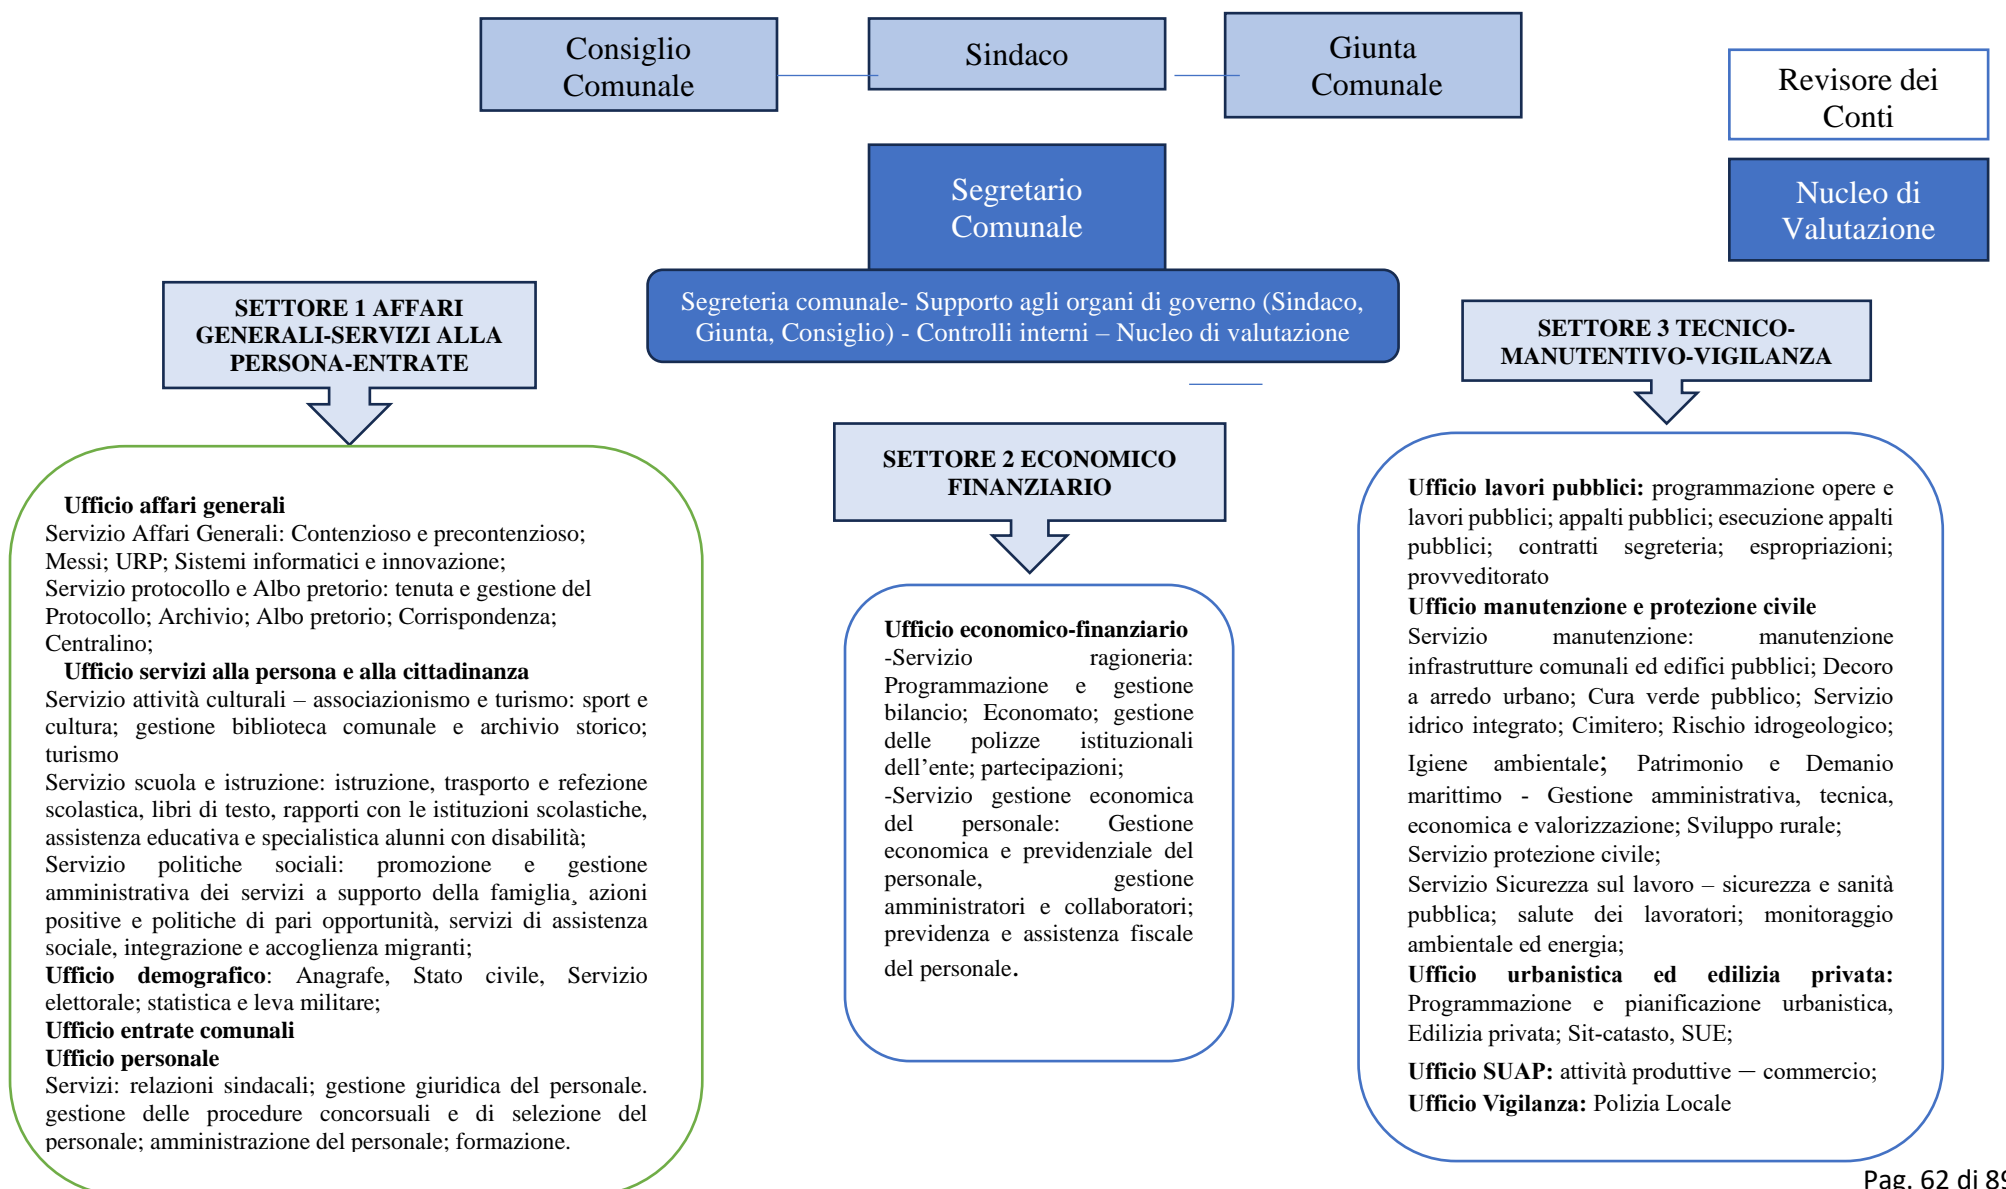 Consiglio
Comunale
Sindaco
Giunta
Comunale
Revisore dei
Conti
Segretario
Comunale
Nucleo di
Valutazione
Segreteria comunale- Supporto agli organi di governo (Sindaco,
Giunta, Consiglio) - Controlli interni – Nucleo di valutazione
SETTORE 1 AFFARI
GENERALI-SERVIZI ALLA
PERSONA-ENTRATE
Ufficio affari generali
Servizio Affari Generali: Contenzioso e precontenzioso;
Messi; URP; Sistemi informatici e innovazione;
Servizio protocollo e Albo pretorio: tenuta e gestione del
Protocollo; Archivio; Albo pretorio; Corrispondenza;
Centralino;
Ufficio servizi alla persona e alla cittadinanza
Servizio attività culturali – associazionismo e turismo: sport e
cultura; gestione biblioteca comunale e archivio storico;
turismo
Servizio scuola e istruzione: istruzione, trasporto e refezione
scolastica, libri di testo, rapporti con le istituzioni scolastiche,
assistenza educativa e specialistica alunni con disabilità;
Servizio politiche sociali: promozione e gestione
amministrativa dei servizi a supporto della famiglia¸ azioni
positive e politiche di pari opportunità, servizi di assistenza
sociale, integrazione e accoglienza migranti;
Ufficio demografico: Anagrafe, Stato civile, Servizio
elettorale; statistica e leva militare;
Ufficio entrate comunali
Ufficio personale
Servizi: relazioni sindacali; gestione giuridica del personale.
gestione delle procedure concorsuali e di selezione del
personale; amministrazione del personale; formazione.
SETTORE 2 ECONOMICO
FINANZIARIO
Ufficio economico-finanziario
-Servizio ragioneria:
Programmazione e gestione
bilancio; Economato; gestione
delle polizze istituzionali
dell’ente; partecipazioni;
-Servizio gestione economica
del personale: Gestione
economica e previdenziale del
personale, gestione
amministratori e collaboratori;
previdenza e assistenza fiscale
del personale.
SETTORE 3 TECNICO-
MANUTENTIVO-VIGILANZA
Ufficio lavori pubblici: programmazione opere e
lavori pubblici; appalti pubblici; esecuzione appalti
pubblici; contratti segreteria; espropriazioni;
provveditorato
Ufficio manutenzione e protezione civile
Servizio manutenzione: manutenzione
infrastrutture comunali ed edifici pubblici; Decoro
a arredo urbano; Cura verde pubblico; Servizio
idrico integrato; Cimitero; Rischio idrogeologico;
Igiene ambientale; Patrimonio e Demanio
marittimo - Gestione amministrativa, tecnica,
economica e valorizzazione; Sviluppo rurale;
Servizio protezione civile;
Servizio Sicurezza sul lavoro – sicurezza e sanità
pubblica; salute dei lavoratori; monitoraggio
ambientale ed energia;
Ufficio urbanistica ed edilizia privata:
Programmazione e pianificazione urbanistica,
Edilizia privata; Sit-catasto, SUE;
Ufficio SUAP: attività produttive – commercio;
Ufficio Vigilanza: Polizia Locale
Pag. 62 di 89